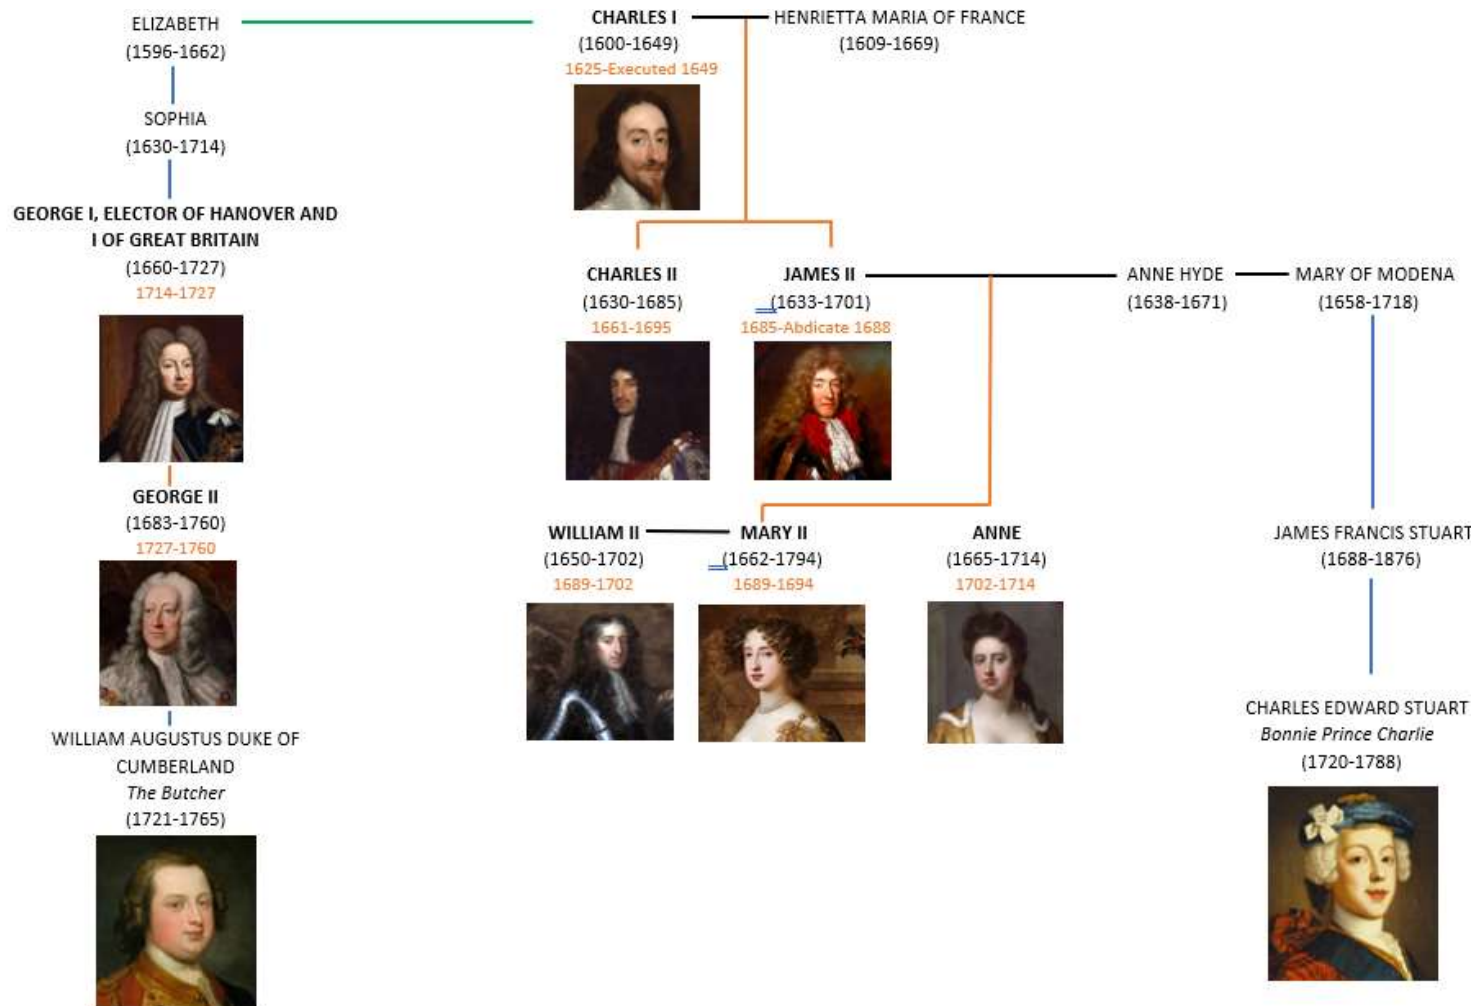 ELIZABETH
(1596-1662)
CHARLES I
(1600-1649)
1625-Executed 1649
HENRIETTA MARIA OF FRANCE
(1609-1669)
SOPHIA
(1630-1714)
GEORGE I, ELECTOR OF HANOVER AND
I OF GREAT BRITAIN
(1660-1727)
1714-1727
CHARLES II
(1630-1685)
1661-1695
JAMES II
(1633-1701)
1685-Abdicate 1688
ANNE HYDE
(1638-1671)
MARY OF MODENA
(1658-1718)
GEORGE II
(1683-1760)
1727-1760
WILLIAM II
(1650-1702)
1689-1702
MARY II
(1662-1794)
1689-1694
ANNE
(1665-1714)
1702-1714
JAMES FRANCIS STUART
(1688-1876)
WILLIAM AUGUSTUS DUKE OF
CUMBERLAND
The Butcher
(1721-1765)
CHARLES EDWARD STUART
Bonnie Prince Charlie
(1720-1788)